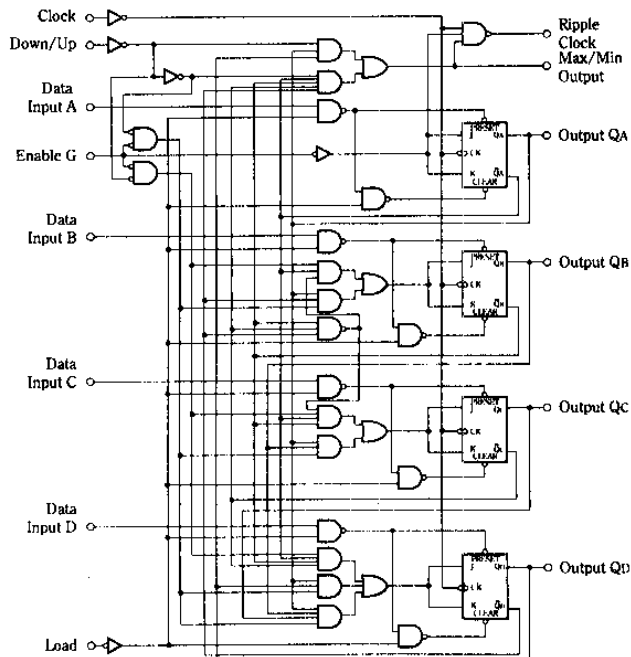 Clock
Down/Up
Data
Input A
Enable G
Data
Input B
Data
Input C
Data
Input D
Load
Ripple
Clock
Max/Min
Output
Output QA
Output QB
Output QC
Output QD
PRESET
J QA
CK
K QA
CLEAR
PRESET
J QB
CK
K
CLEAR
PRESET
J
CK
K
CLEAR
PRESET
J
CK
K
CLEAR